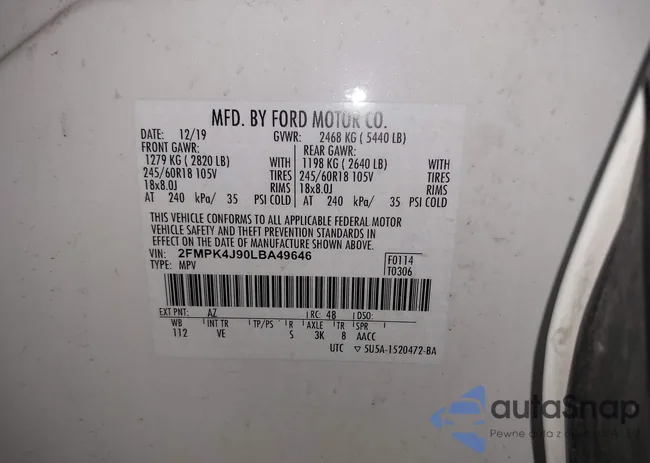 MFD. BY FORD MOTOR CO.
DATE: 12/19 GVWR: 2468 KG ( 5440 LB)
FRONT GAWR: REAR GAWR:
1279 KG ( 2820 LB) WITH 1198 KG ( 2640 LB) WITH
245/60R18 105V TIRES 245/60R18 105V TIRES
18x8.0J RIMS 18x8.0J RIMS
AT 240 kPa/ 35 PSI COLD AT 240 kPa/ 35 PSI COLD
THIS VEHICLE CONFORMS TO ALL APPLICABLE FEDERAL MOTOR
VEHICLE SAFETY AND THEFT PREVENTION STANDARDS IN
EFFECT ON THE DATE OF MANUFACTURE SHOWN ABOVE.
VIN: 2FMPK4J90LBA49646 F0114
TYPE: MPV T0306
EXT PNT: AZ RC: 48 DSO:
WB INT TR TP/PS R AXLE TR SPR
112 VE S 3K 8 AACC
UTC ▽ 5U5A-1520472-BA
autoSnap
Pewne auta z